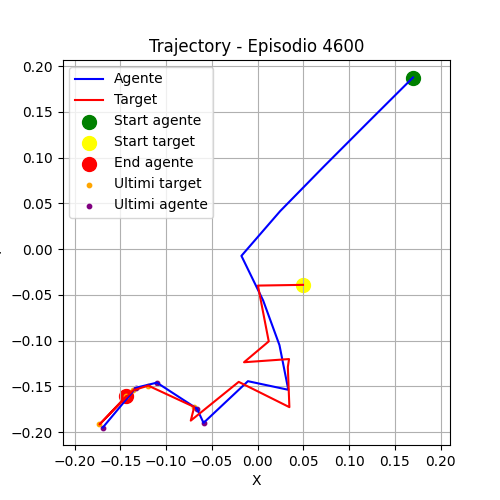 Trajectory - Episodio 4600
Agente
Target
Start agente
Start target
End agente
Ultimi target
Ultimi agente
0.20
0.15
0.10
0.05
0.00
−0.05
−0.10
−0.15
−0.20
−0.20 −0.15 −0.10 −0.05 0.00 0.05 0.10 0.15 0.20
X